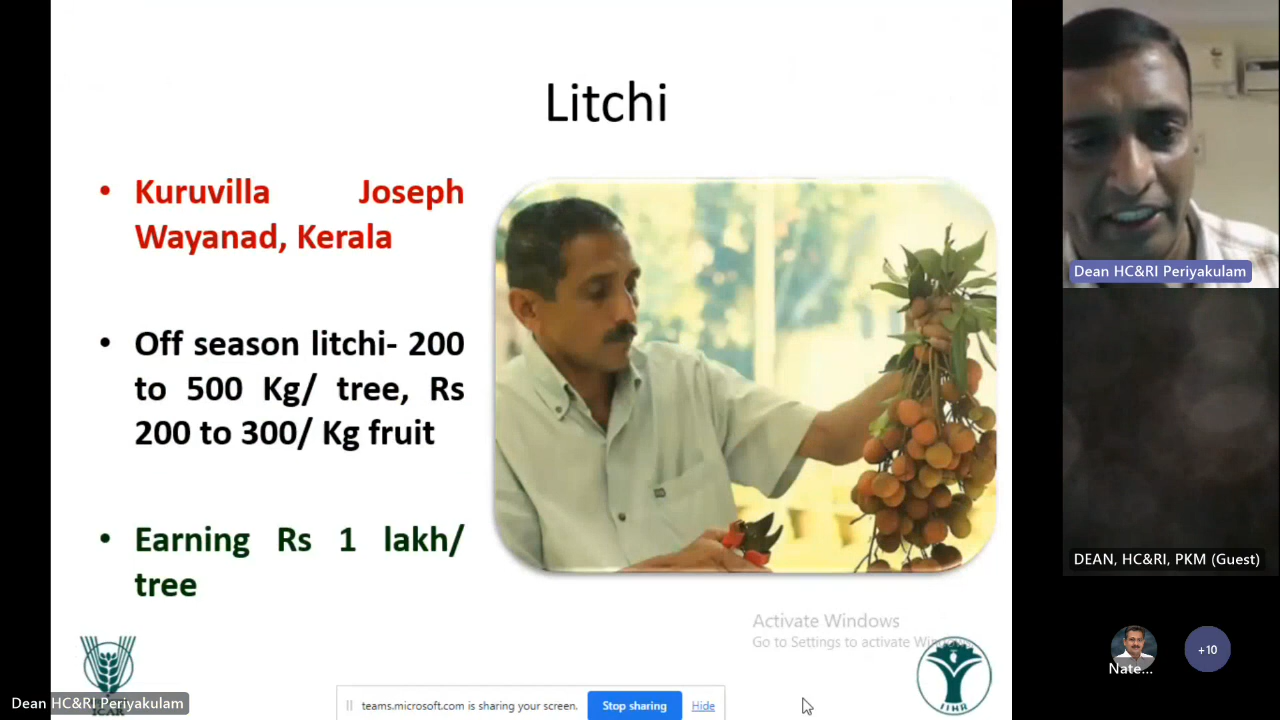 Litchi
• Kuruvilla Joseph
Wayanad, Kerala
• Off season litchi- 200
to 500 Kg/ tree, Rs
200 to 300/ Kg fruit
• Earning Rs 1 lakh/
tree
Activate Windows
Go to Settings to activate
IIHR
teams.microsoft.com is sharing your screen.
Stop sharing
Hide
Dean HC&RI Periyakulam
Dean HC&RI Periyakulam
DEAN, HC&RI, PKM (Guest)
Nate...
+10